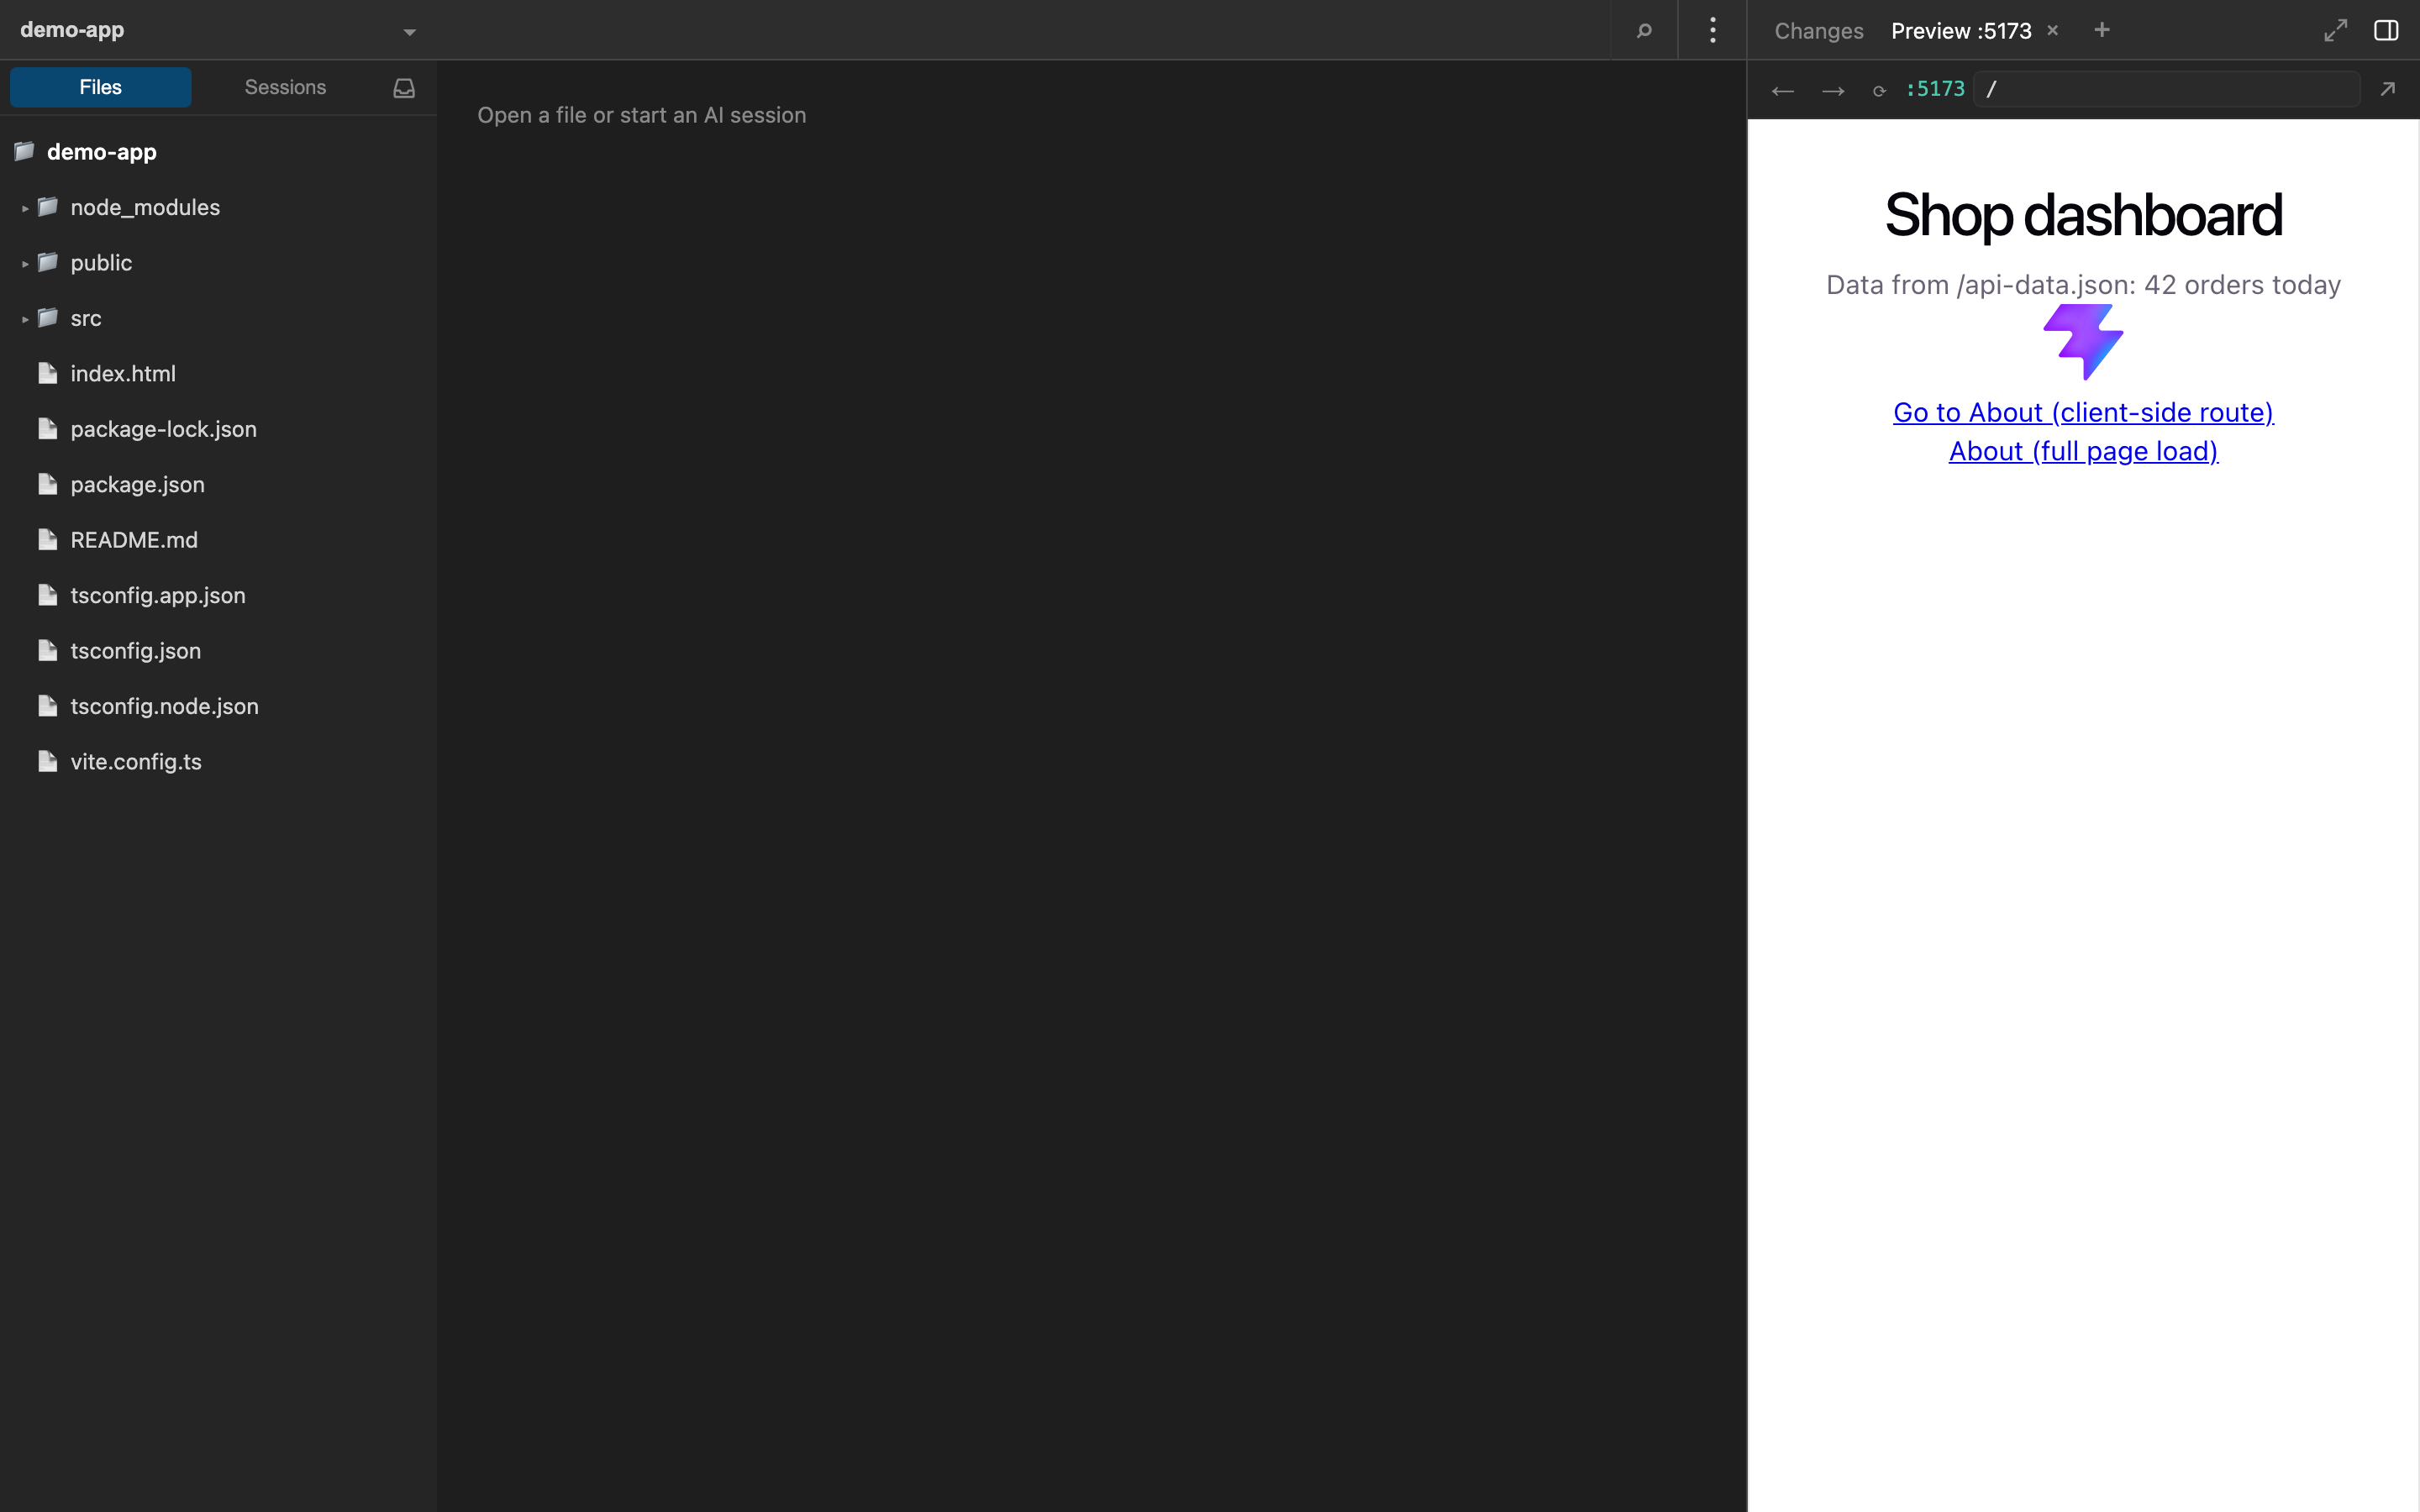 demo-app
Changes
Preview :5173
Files
Sessions
:5173
/
Open a file or start an AI session
demo-app
node_modules
public
src
index.html
package-lock.json
package.json
README.md
tsconfig.app.json
tsconfig.json
tsconfig.node.json
vite.config.ts
Shop dashboard
Data from /api-data.json: 42 orders today
Go to About (client-side route)
About (full page load)